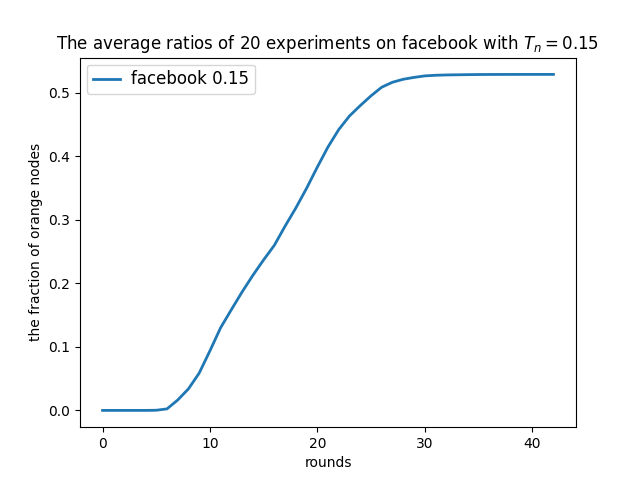 The average ratios of 20 experiments on facebook with Tₙ = 0.15
facebook 0.15
the fraction of orange nodes
0.5
0.4
0.3
0.2
0.1
0.0
0 10 20 30 40
rounds